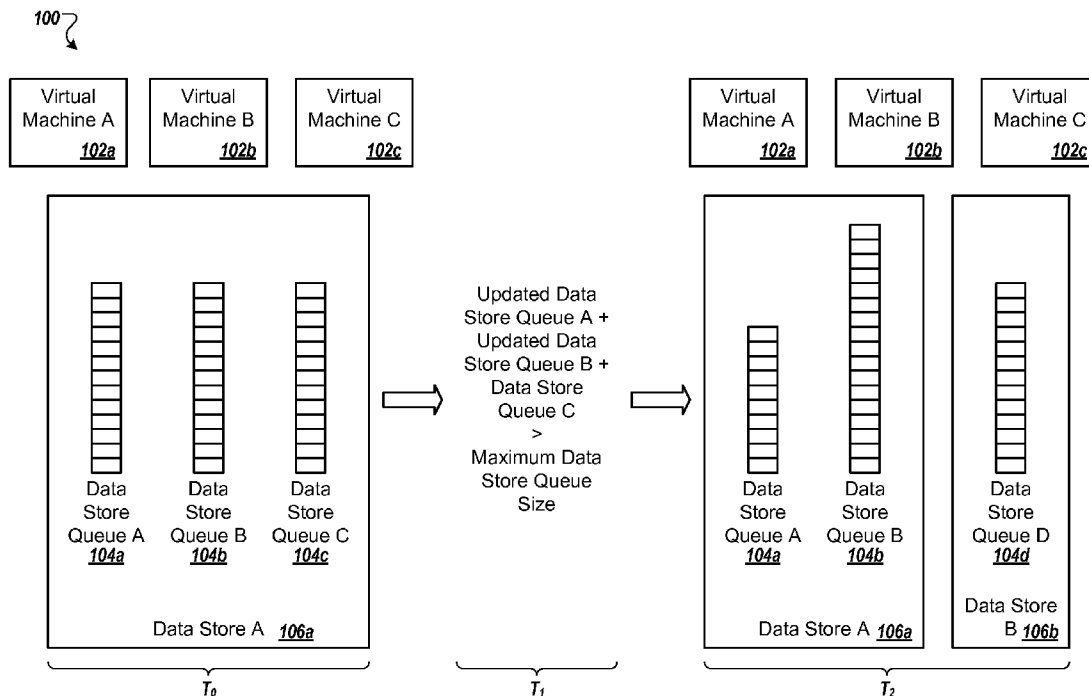 100
Virtual
Machine A
102a
Virtual
Machine B
102b
Virtual
Machine C
102c
Data
Store
Queue A
104a
Data
Store
Queue B
104b
Data
Store
Queue C
104c
Data Store A 106a
T0
Updated Data
Store Queue A +
Updated Data
Store Queue B +
Data Store
Queue C
>
Maximum Data
Store Queue
Size
T1
Virtual
Machine A
102a
Virtual
Machine B
102b
Virtual
Machine C
102c
Data
Store
Queue A
104a
Data
Store
Queue B
104b
Data Store A 106a
Data
Store
Queue D
104d
Data Store
B 106b
T2